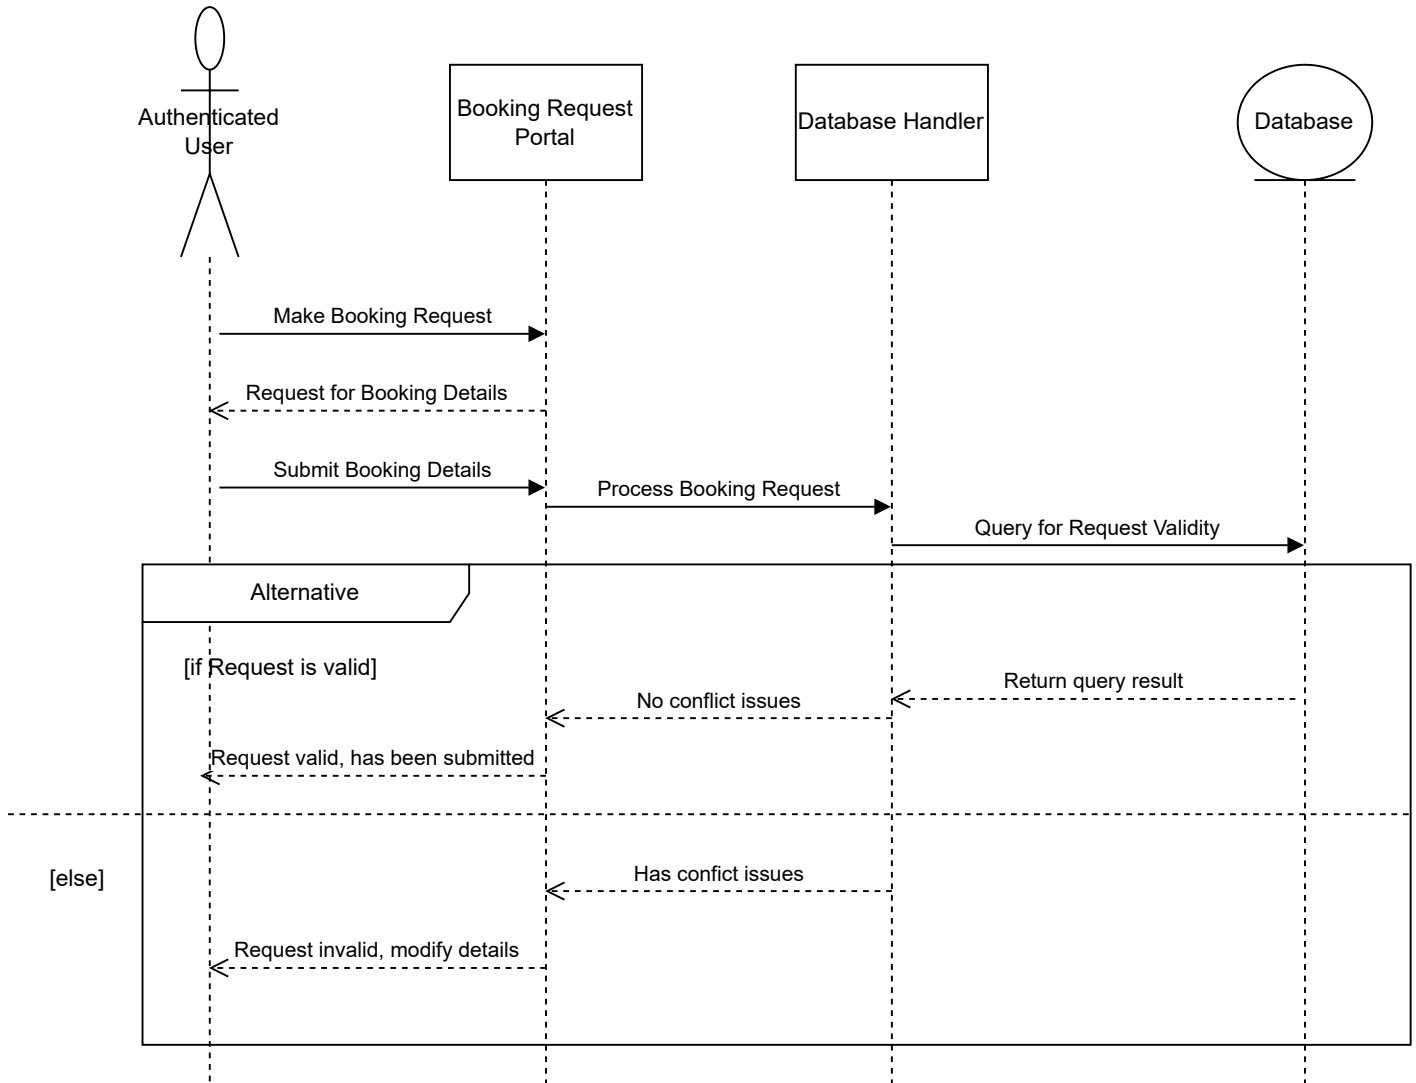 Authenticated
User
Booking Request
Portal
Database Handler
Database
Make Booking Request
Request for Booking Details
Submit Booking Details
Process Booking Request
Query for Request Validity
Alternative
[if Request is valid]
Return query result
No conflict issues
Request valid, has been submitted
[else]
Has confict issues
Request invalid, modify details